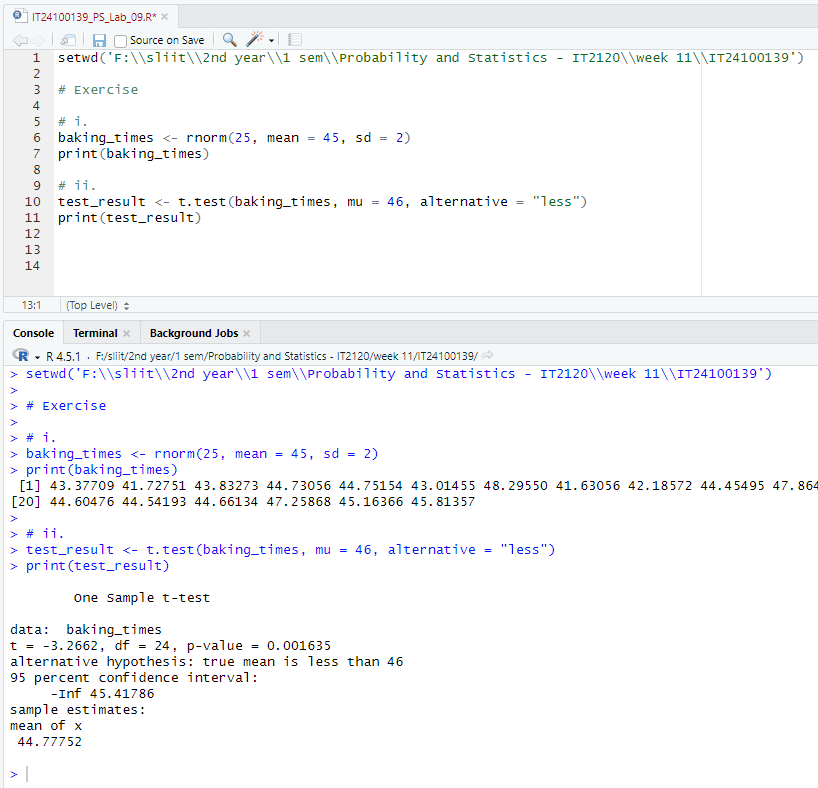 IT24100139_PS_Lab_09.R*
Source on Save
1 setwd('F:\\sliit\\2nd year\\1 sem\\Probability and Statistics - IT2120\\week 11\\IT24100139')
2
3 # Exercise
4
5 # i.
6 baking_times <- rnorm(25, mean = 45, sd = 2)
7 print(baking_times)
8
9 # ii.
10 test_result <- t.test(baking_times, mu = 46, alternative = "less")
11 print(test_result)
12
13
14
13:1 (Top Level)
Console Terminal Background Jobs
R 4.5.1 · F:/sliit/2nd year/1 sem/Probability and Statistics - IT2120/week 11/IT24100139/
> setwd('F:\\sliit\\2nd year\\1 sem\\Probability and Statistics - IT2120\\week 11\\IT24100139')
>
> # Exercise
>
> # i.
> baking_times <- rnorm(25, mean = 45, sd = 2)
> print(baking_times)
[1] 43.37709 41.72751 43.83273 44.73056 44.75154 43.01455 48.29550 41.63056 42.18572 44.45495 47.864
[20] 44.60476 44.54193 44.66134 47.25868 45.16366 45.81357
>
> # ii.
> test_result <- t.test(baking_times, mu = 46, alternative = "less")
> print(test_result)
One Sample t-test
data: baking_times
t = -3.2662, df = 24, p-value = 0.001635
alternative hypothesis: true mean is less than 46
95 percent confidence interval:
-Inf 45.41786
sample estimates:
mean of x
44.77752
>